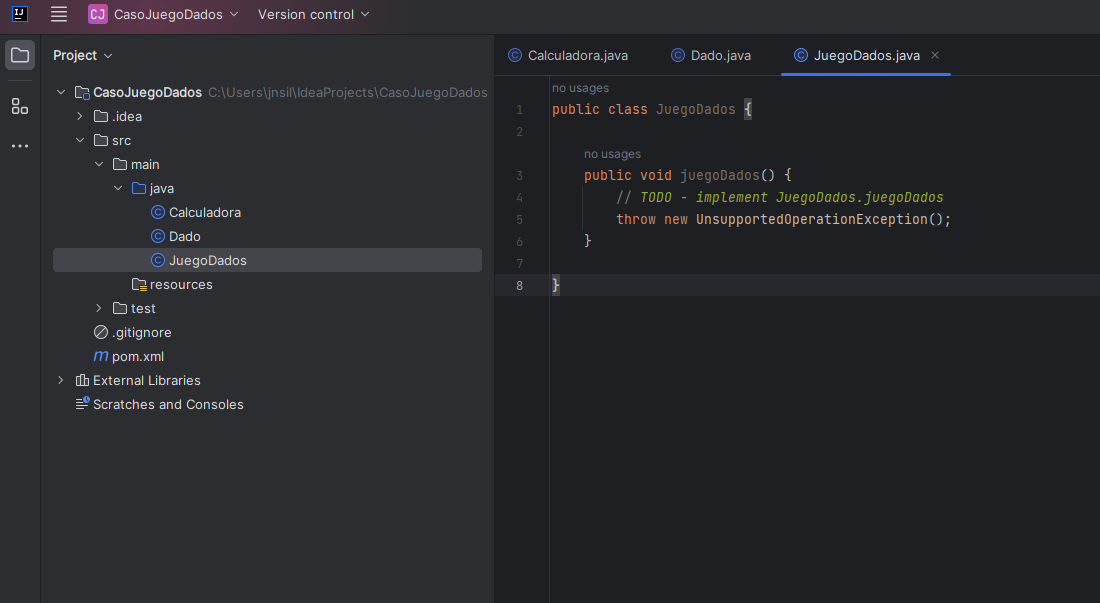 IJ CJ CasoJuegoDados Version control
Project
CasoJuegoDados C:\Users\jnsil\IdeaProjects\CasoJuegoDados
.idea
src
main
java
Calculadora
Dado
JuegoDados
resources
test
.gitignore
m pom.xml
External Libraries
Scratches and Consoles
Calculadora.java Dado.java JuegoDados.java
no usages
1 public class JuegoDados {
2
no usages
3 public void juegoDados() {
4 // TODO - implement JuegoDados.juegoDados
5 throw new UnsupportedOperationException();
6 }
7
8 }